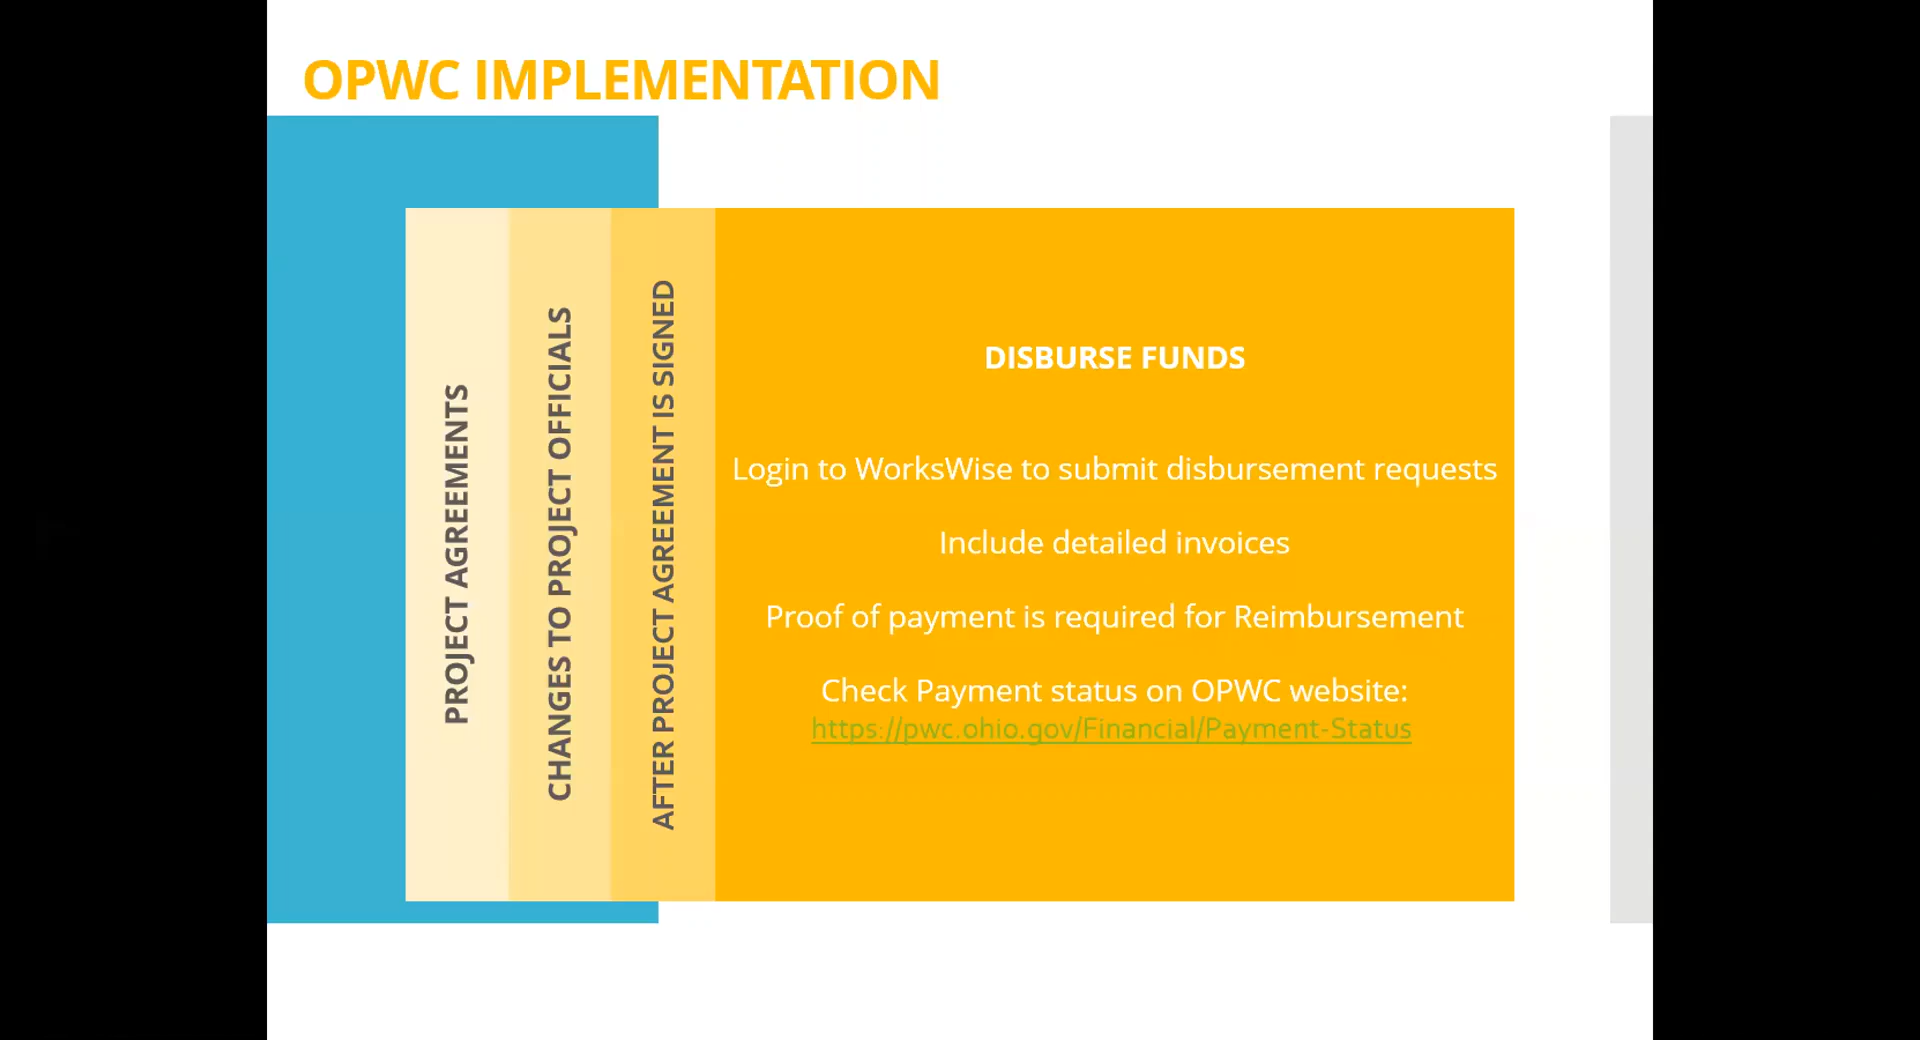 OPWC IMPLEMENTATION
PROJECT AGREEMENTS
CHANGES TO PROJECT OFFICIALS
AFTER PROJECT AGREEMENT IS SIGNED
DISBURSE FUNDS
Login to WorksWise to submit disbursement requests
Include detailed invoices
Proof of payment is required for Reimbursement
Check Payment status on OPWC website:
https://pwc.ohio.gov/Financial/Payment-Status